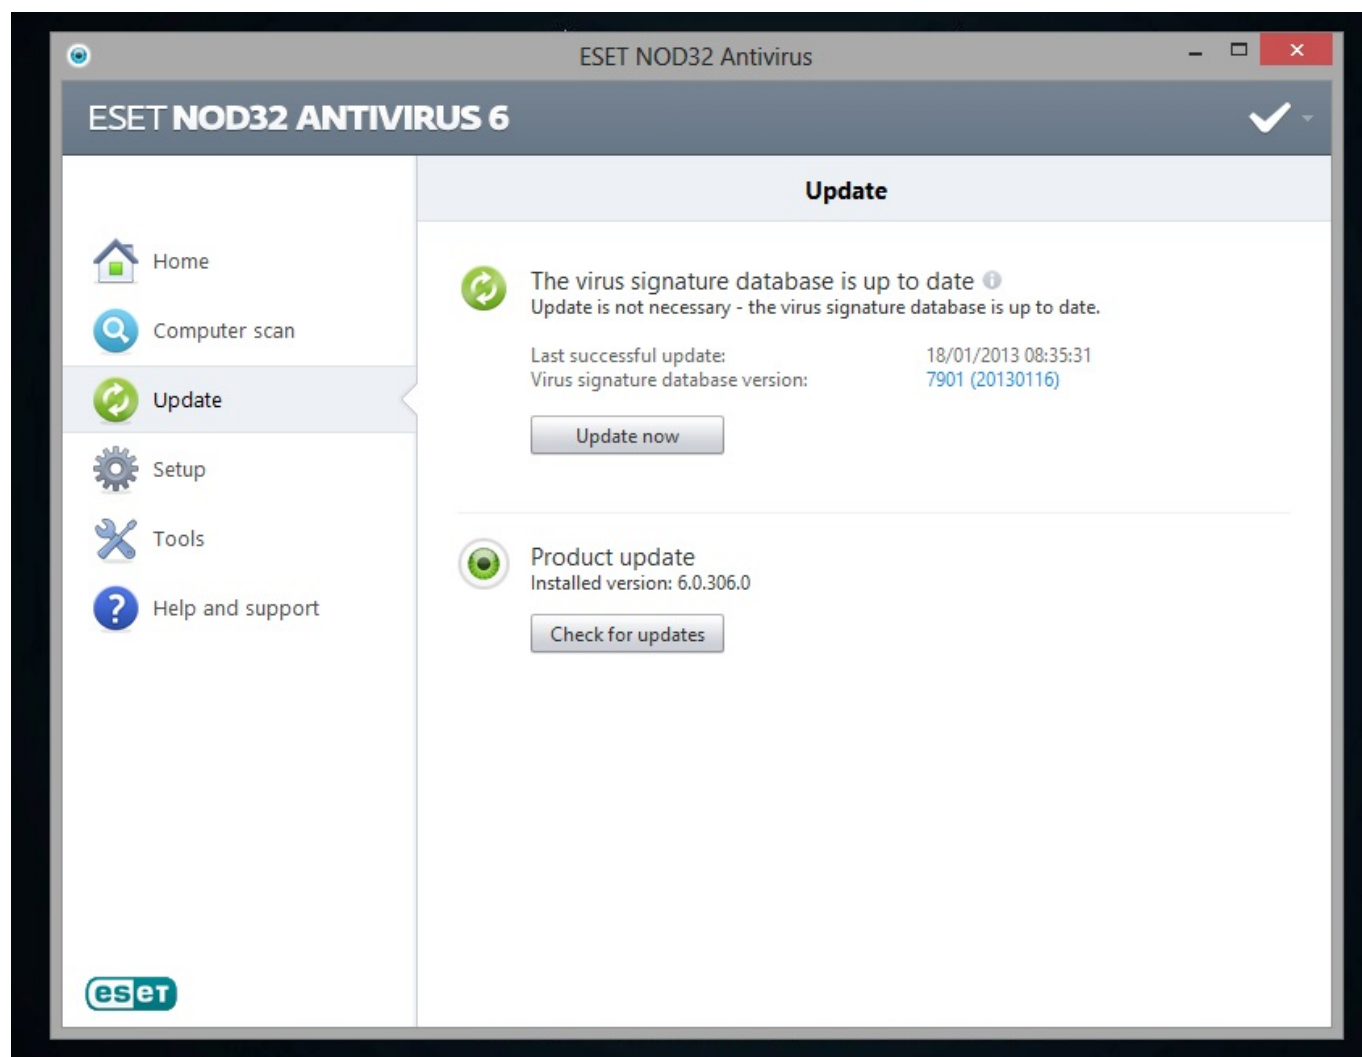 ESET NOD32 Antivirus
ESET NOD32 ANTIVIRUS 6
Update
Home
Computer scan
Update
Setup
Tools
Help and support
The virus signature database is up to date
Update is not necessary - the virus signature database is up to date.
Last successful update: 18/01/2013 08:35:31
Virus signature database version: 7901 (20130116)
Update now
Product update
Installed version: 6.0.306.0
Check for updates
eset